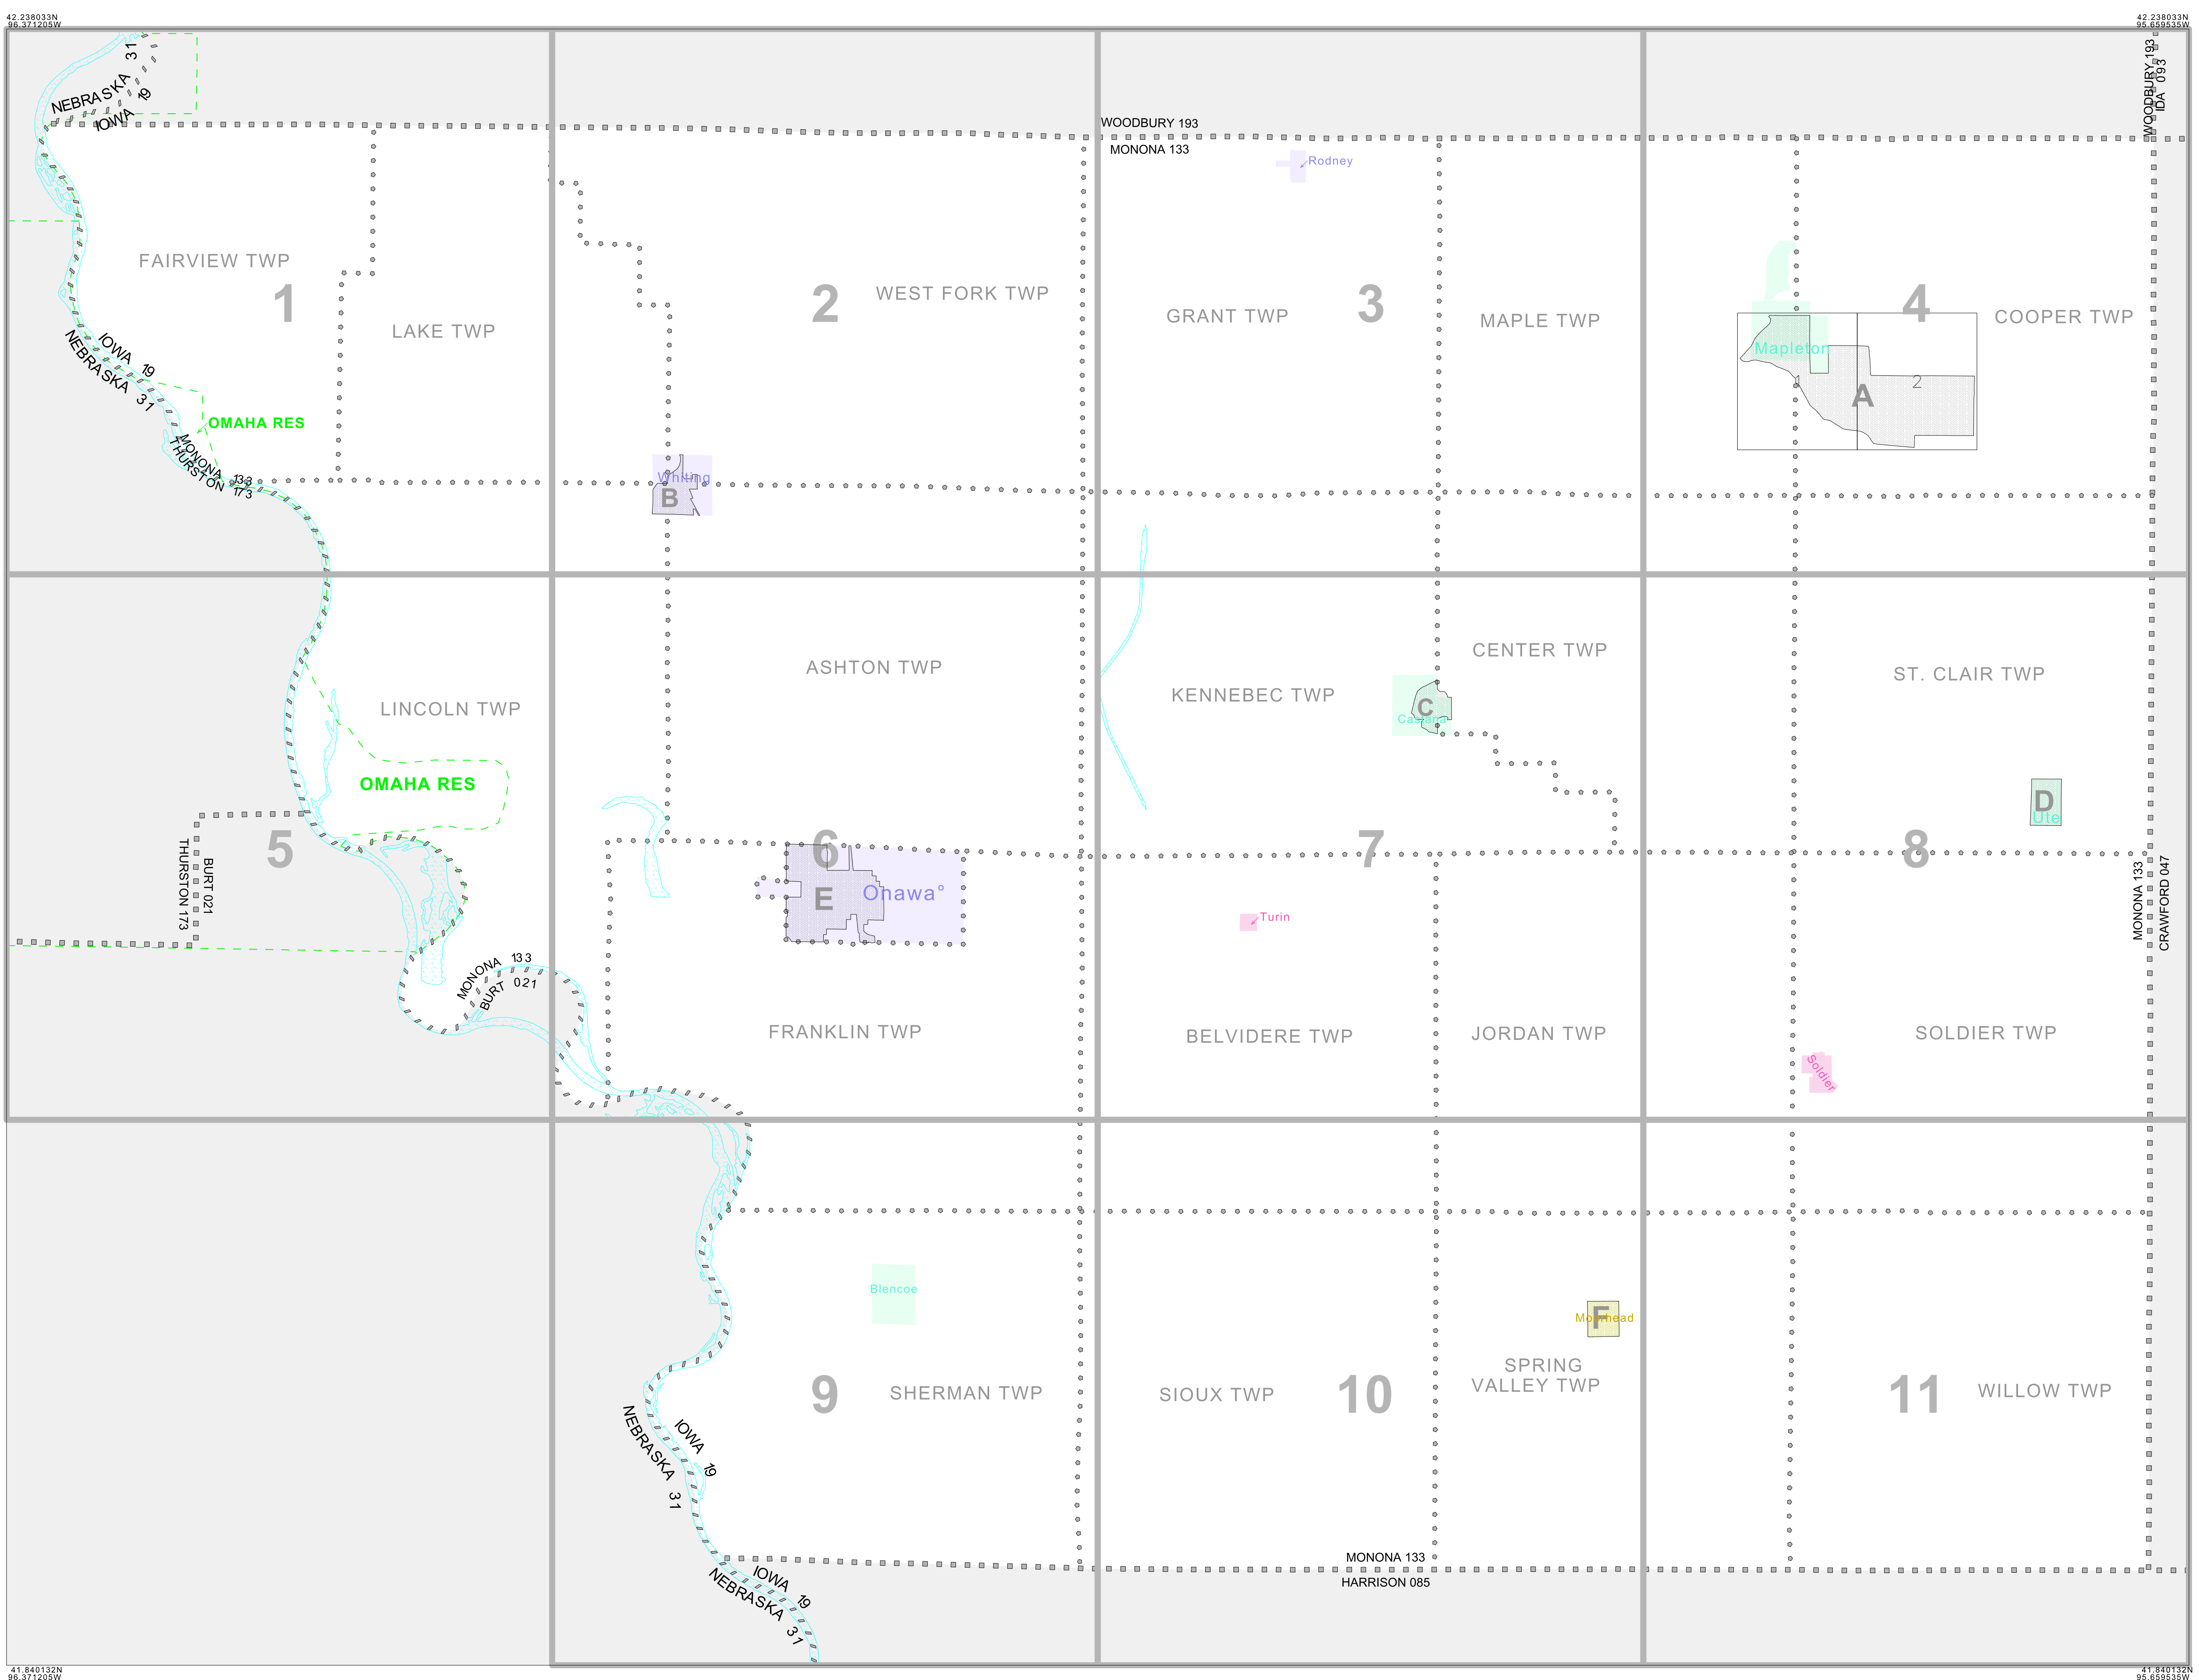 42.238033N
96.371205W
42.238033N
95.659535W
NEBRASKA 31
IOWA 19
WOODBURY 193
MONONA 133
WOODBURY 193
IDA 093
Rodney
FAIRVIEW TWP
1
LAKE TWP
2
WEST FORK TWP
GRANT TWP
3
MAPLE TWP
4
COOPER TWP
Mapleton
1
2
A
IOWA 19
NEBRASKA 31
OMAHA RES
MONONA 133
THURSTON 173
Whiting
B
ASHTON TWP
CENTER TWP
KENNEBEC TWP
ST. CLAIR TWP
LINCOLN TWP
C
Castana
OMAHA RES
D
Ute
5
6
7
8
THURSTON 173
BURT 021
E
Onawa°
Turin
MONONA 133
CRAWFORD 047
MONONA 133
BURT 021
FRANKLIN TWP
BELVIDERE TWP
JORDAN TWP
SOLDIER TWP
Soldier
Blencoe
F
Moorhead
9
SHERMAN TWP
SIOUX TWP
10
SPRING
VALLEY TWP
11
WILLOW TWP
IOWA 19
NEBRASKA 31
MONONA 133
HARRISON 085
IOWA 19
NEBRASKA 31
41.840132N
96.371205W
41.840132N
95.659535W